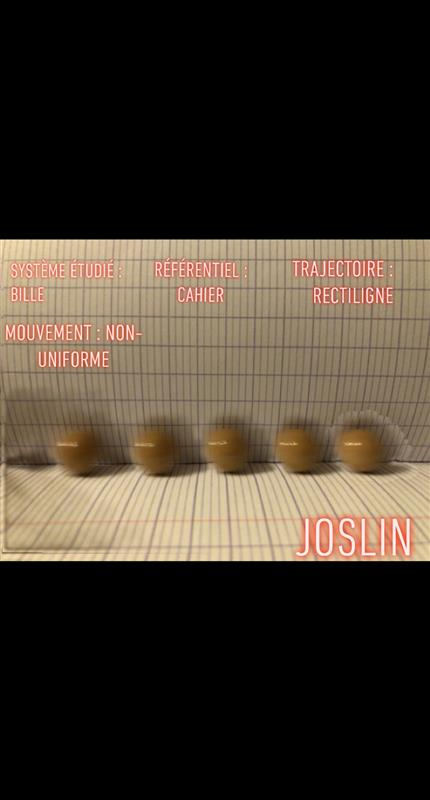 SYSTÈME ÉTUDIÉ :
BILLE
RÉFÉRENTIEL :
CAHIER
TRAJECTOIRE :
RECTILIGNE
MOUVEMENT : NON-
UNIFORME
JOSLIN